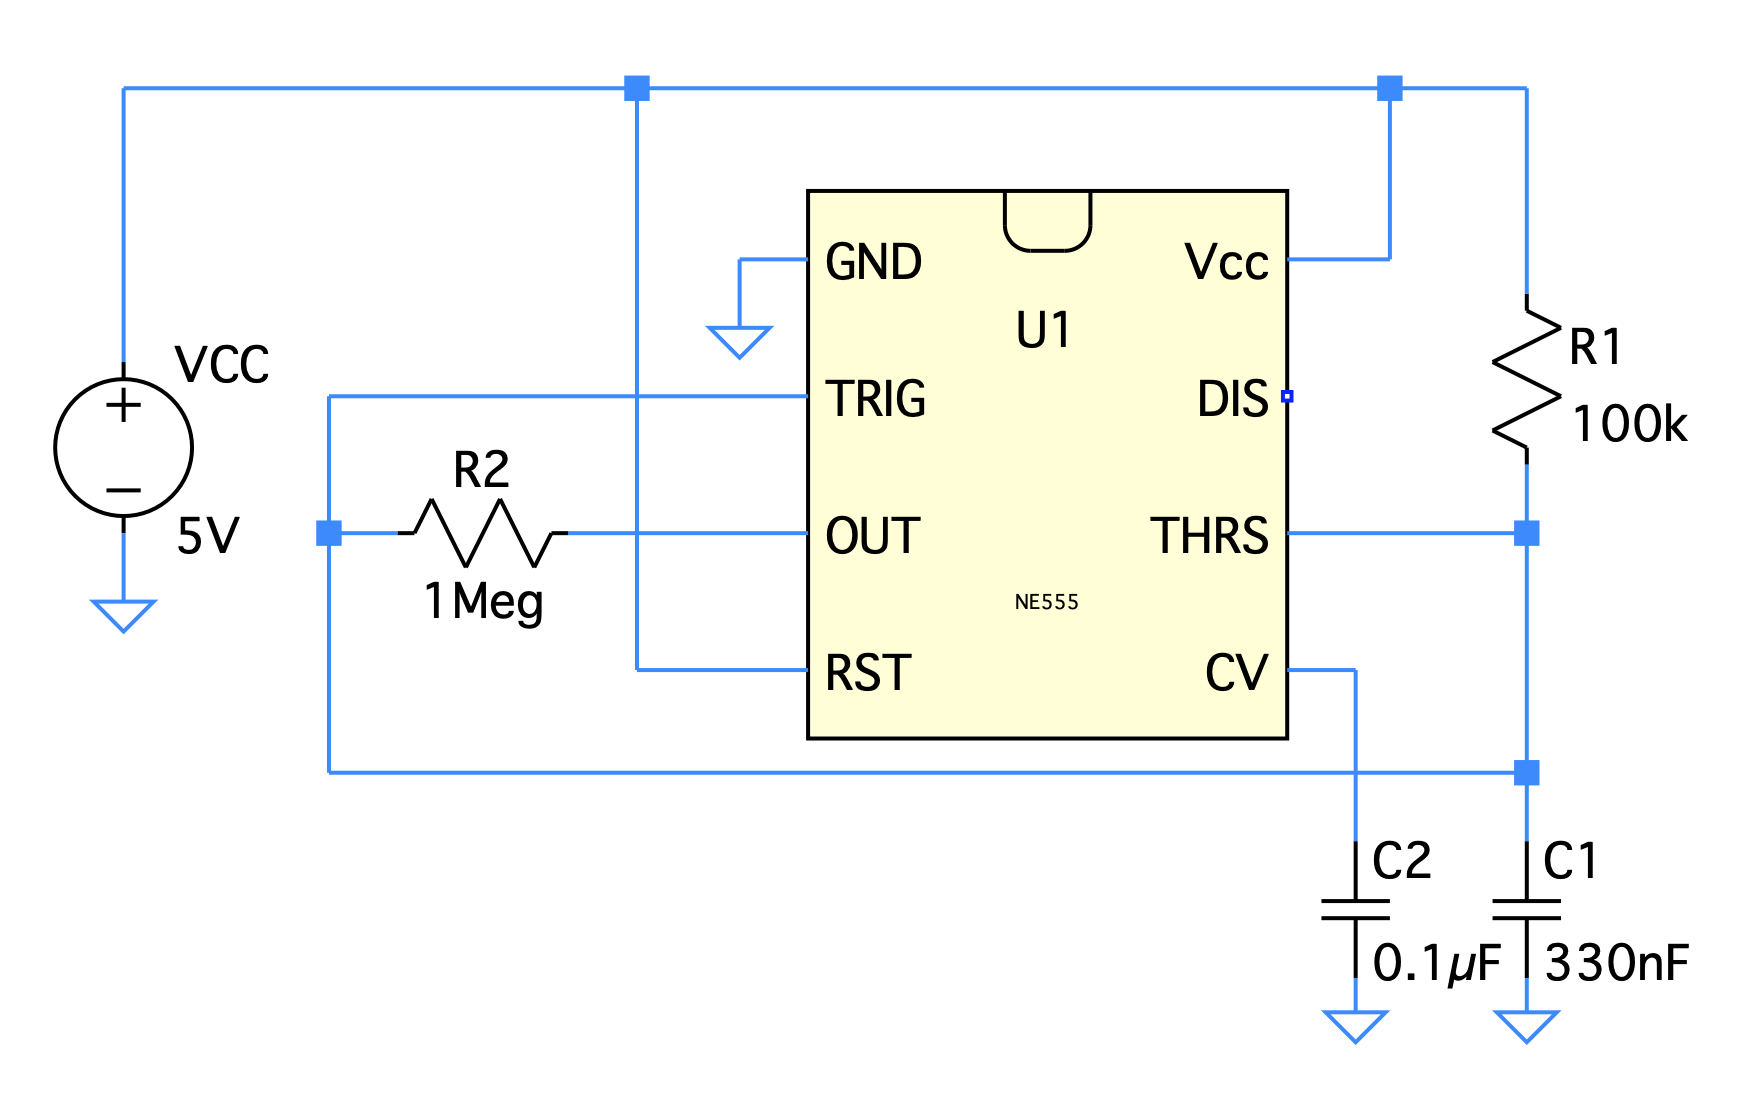 GND
Vcc
U1
VCC
R1
TRIG
DIS
100k
R2
5V
OUT
THRS
1Meg
NE555
RST
CV
C2
C1
0.1µF
330nF